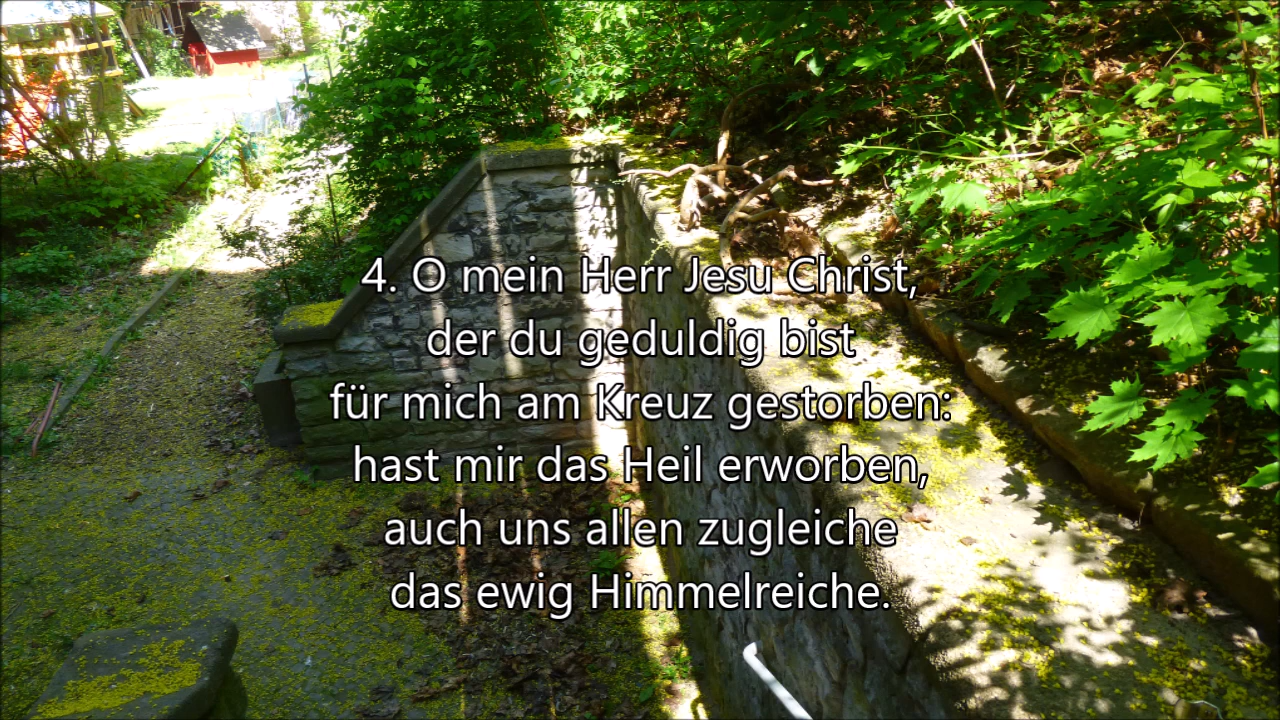 4. O mein Herr Jesu Christ,
der du geduldig bist
für mich am Kreuz gestorben:
hast mir das Heil erworben,
auch uns allen zugleiche
das ewig Himmelreiche.